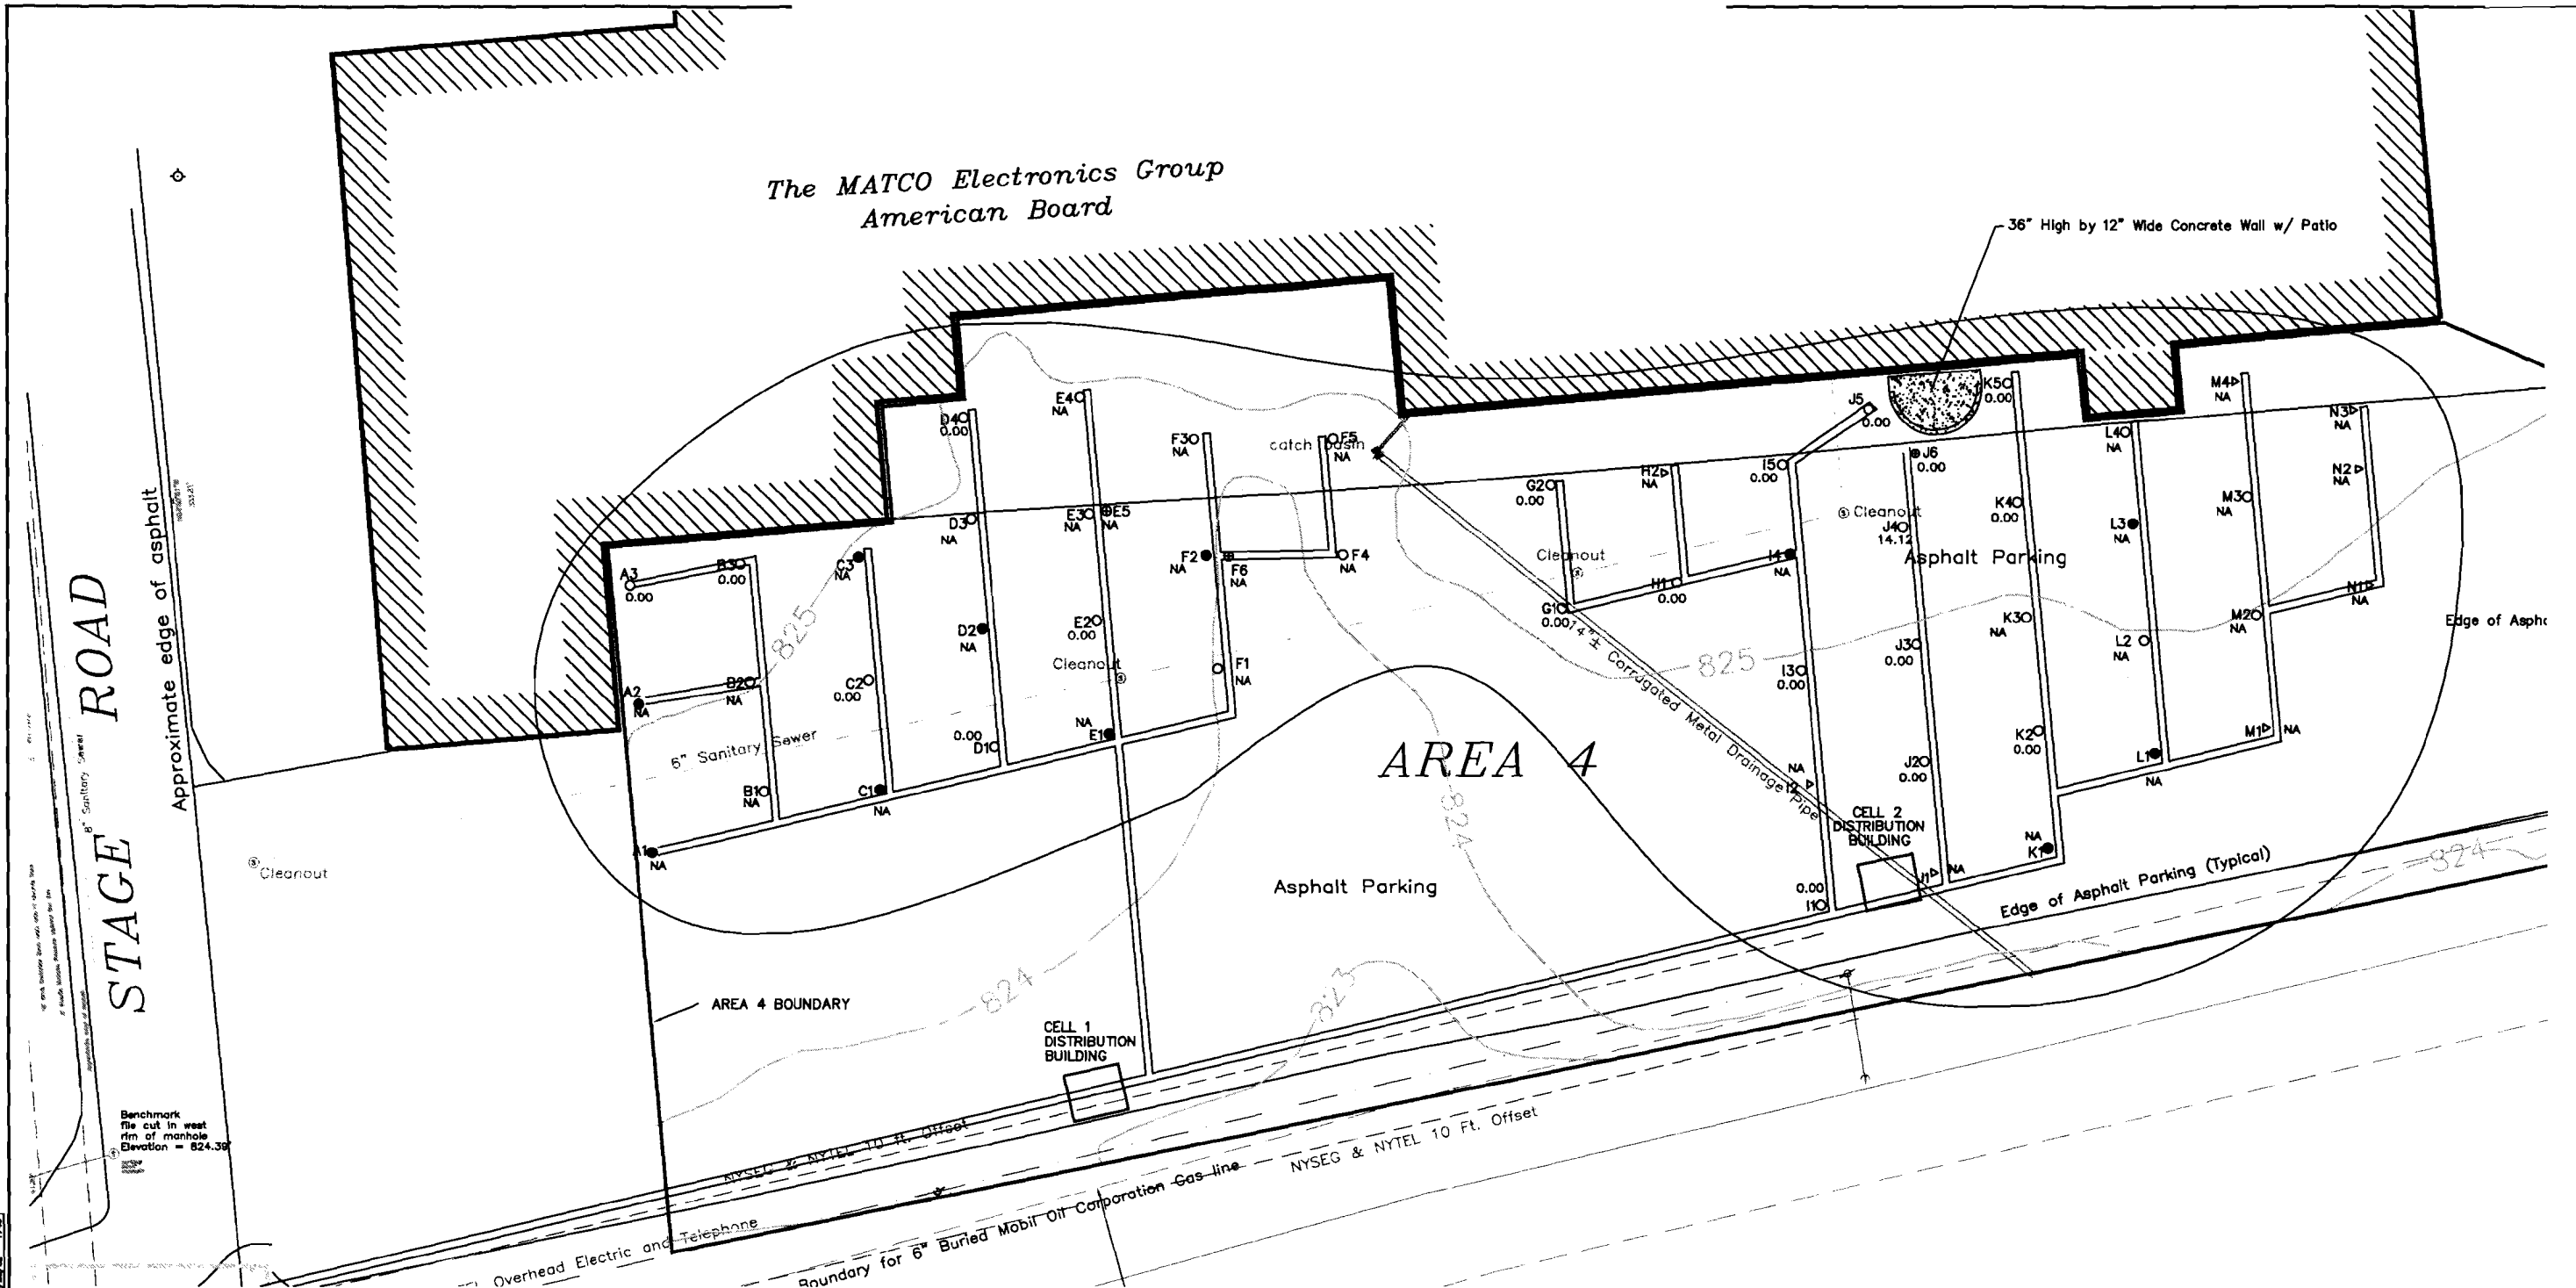 The MATCO Electronics Group
American Board
36" High by 12" Wide Concrete Wall w/ Patio
STAGE ROAD
Approximate edge of asphalt
8" Sanitary Sewer
Cleanout
Benchmark
file cut in west
rim of manhole
Elevation = 824.39'
A3
0.00
A2
NA
A1
NA
B3
0.00
B2
NA
B1
NA
C3
NA
C2
0.00
C1
NA
D4
0.00
D3
NA
D2
NA
0.00
D1
E4
NA
E3
NA
E5
NA
E2
0.00
NA
E1
F3
NA
F2
NA
F6
NA
F1
NA
F5
NA
F4
NA
catch basin
Cleanout
6" Sanitary Sewer
825
G2
0.00
G1
0.00
H2
NA
H1
0.00
I5
0.00
I4
NA
I3
0.00
NA
I2
0.00
I1
J5
0.00
J6
0.00
J4
14.12
J3
0.00
J2
0.00
J1
NA
K5
0.00
K4
0.00
K3
NA
K2
0.00
NA
K1
L4
NA
L3
NA
L2
NA
L1
NA
M4
NA
M3
NA
M2
NA
M1
NA
N3
NA
N2
NA
N1
NA
Cleanout
Cleanout
Asphalt Parking
14"± Corrugated Metal Drainage Pipe
825
AREA 4
824
Asphalt Parking
CELL 2
DISTRIBUTION
BUILDING
Edge of Aspha
Edge of Asphalt Parking (Typical)
824
AREA 4 BOUNDARY
824
823
CELL 1
DISTRIBUTION
BUILDING
NYSEG & NYTEL 10 ft. Offset
NYSEG & NYTEL 10 Ft. Offset
Overhead Electric and Telephone
Boundary for 6" Buried Mobil Oil Corporation Gas line